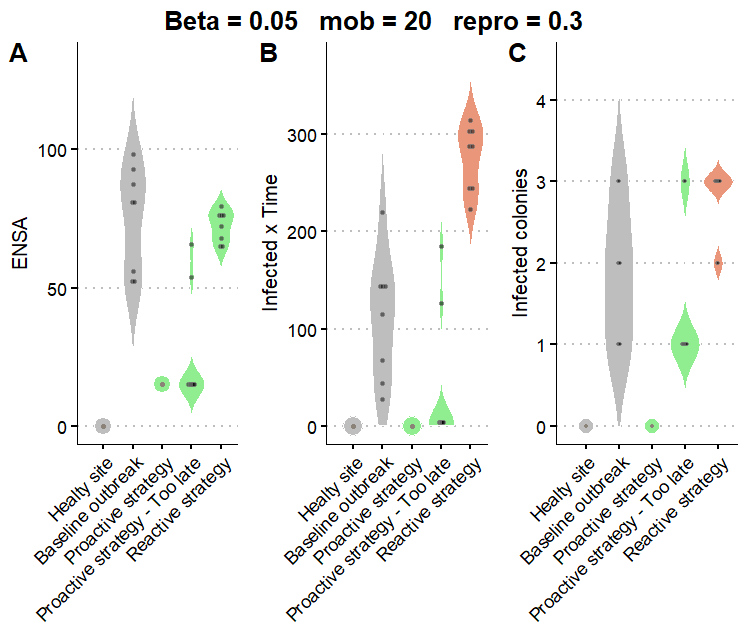 Beta = 0.05 mob = 20 repro = 0.3
A
B
C
ENSA
100
50
0
Healty site
Baseline outbreak
Proactive strategy
Proactive strategy - Too late
Reactive strategy
Infected x Time
300
200
100
0
Healty site
Baseline outbreak
Proactive strategy
Proactive strategy - Too late
Reactive strategy
Infected colonies
4
3
2
1
0
Healty site
Baseline outbreak
Proactive strategy
Proactive strategy - Too late
Reactive strategy